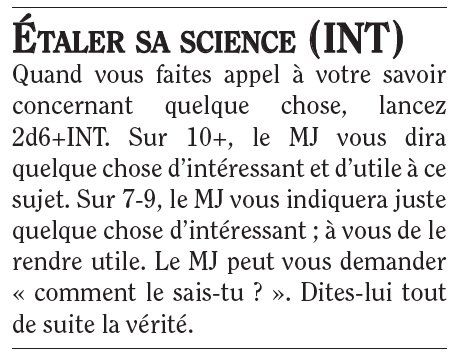 Étaler sa science (INT)
Quand vous faites appel à votre savoir
concernant quelque chose, lancez
2d6+INT. Sur 10+, le MJ vous dira
quelque chose d'intéressant et d'utile à ce
sujet. Sur 7-9, le MJ vous indiquera juste
quelque chose d'intéressant ; à vous de le
rendre utile. Le MJ peut vous demander
« comment le sais-tu ? ». Dites-lui tout
de suite la vérité.